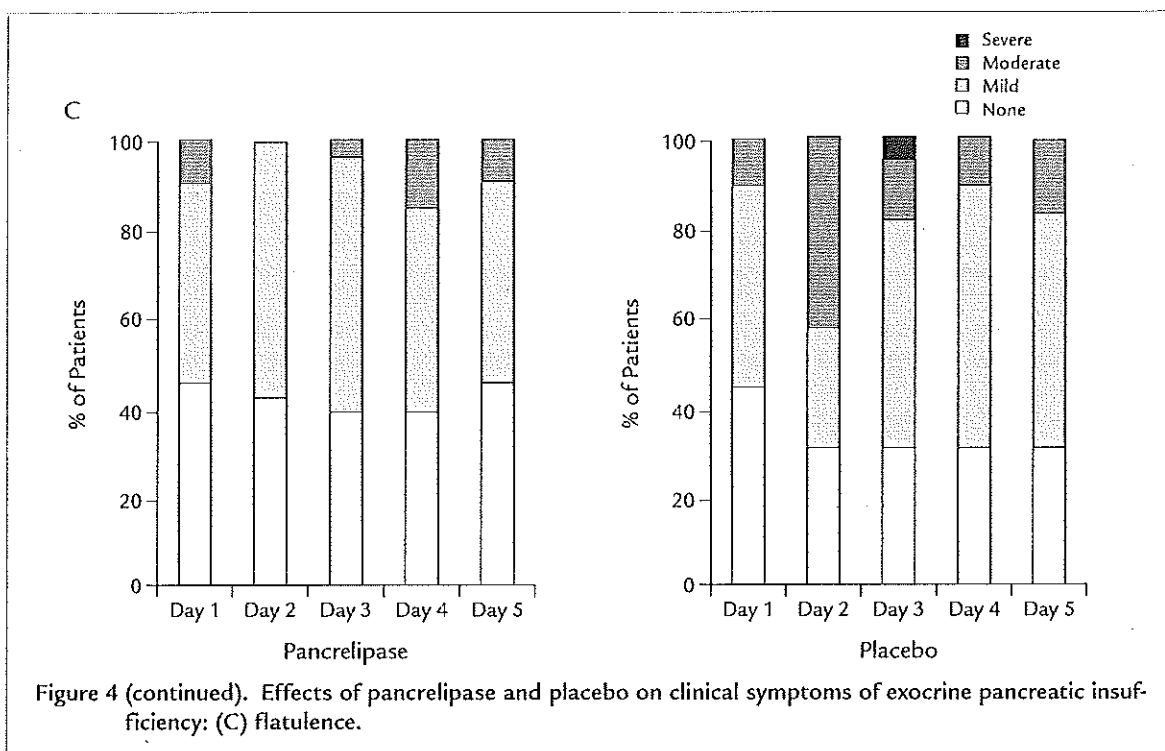 Severe
Moderate
Mild
None
C
100
80
60
40
20
0
% of Patients
Day 1 Day 2 Day 3 Day 4 Day 5
Pancrelipase
100
80
60
40
20
0
% of Patients
Day 1 Day 2 Day 3 Day 4 Day 5
Placebo
Figure 4 (continued). Effects of pancrelipase and placebo on clinical symptoms of exocrine pancreatic insuf-
ficiency: (C) flatulence.